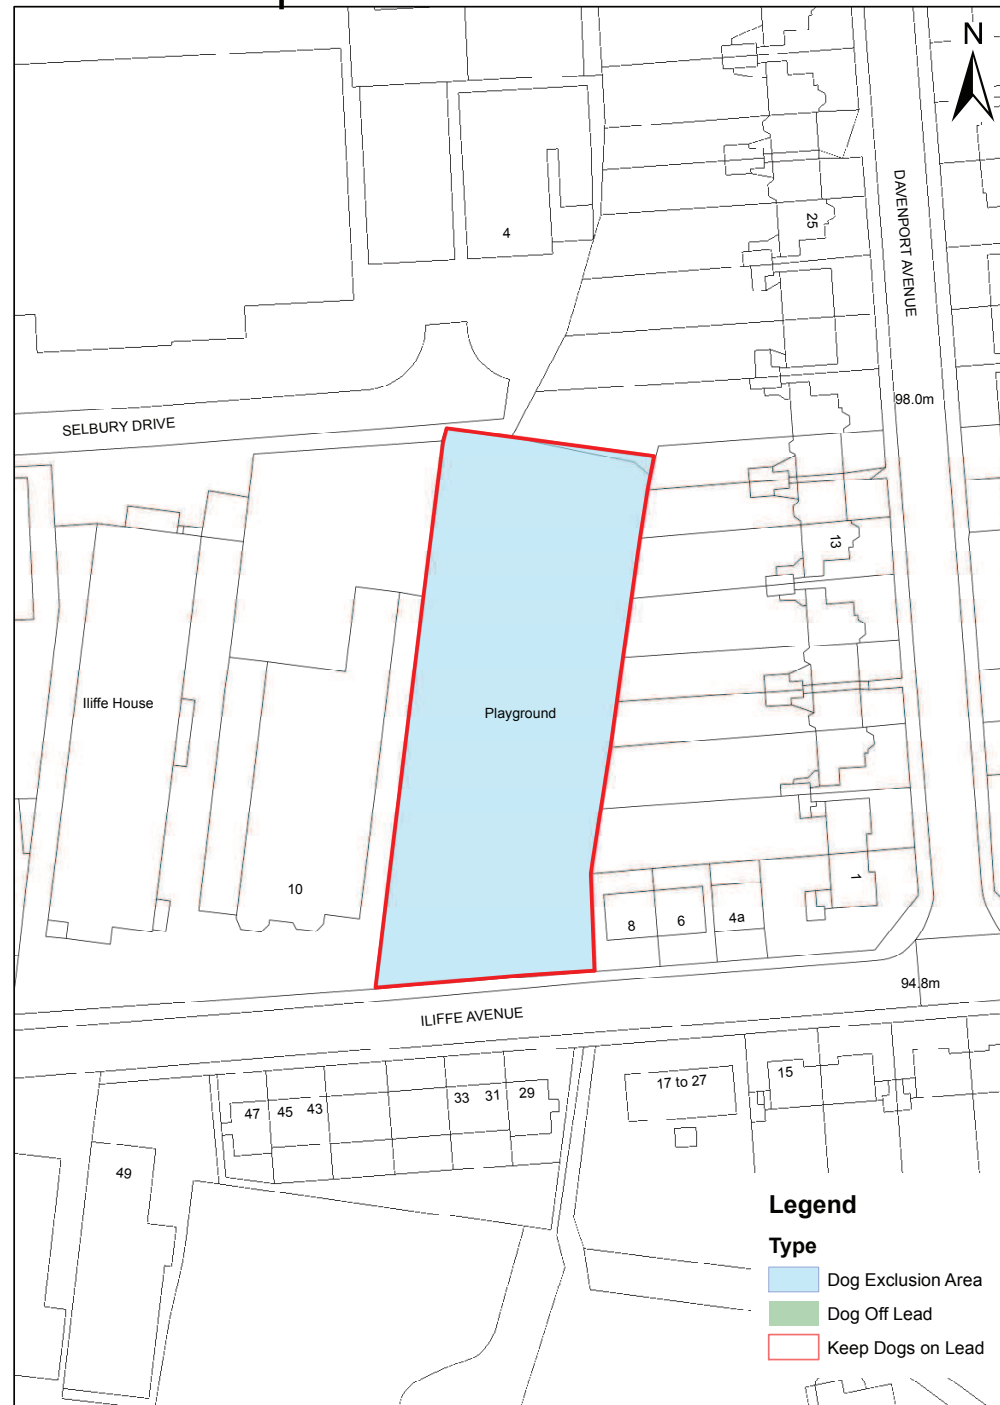 N
DAVENPORT AVENUE
25
4
98.0m
SELBURY DRIVE
13
Iliffe House
Playground
10
1
8
6
4a
94.8m
ILIFFE AVENUE
17 to 27
15
47
45
43
33
31
29
49
Legend
Type
Dog Exclusion Area
Dog Off Lead
Keep Dogs on Lead